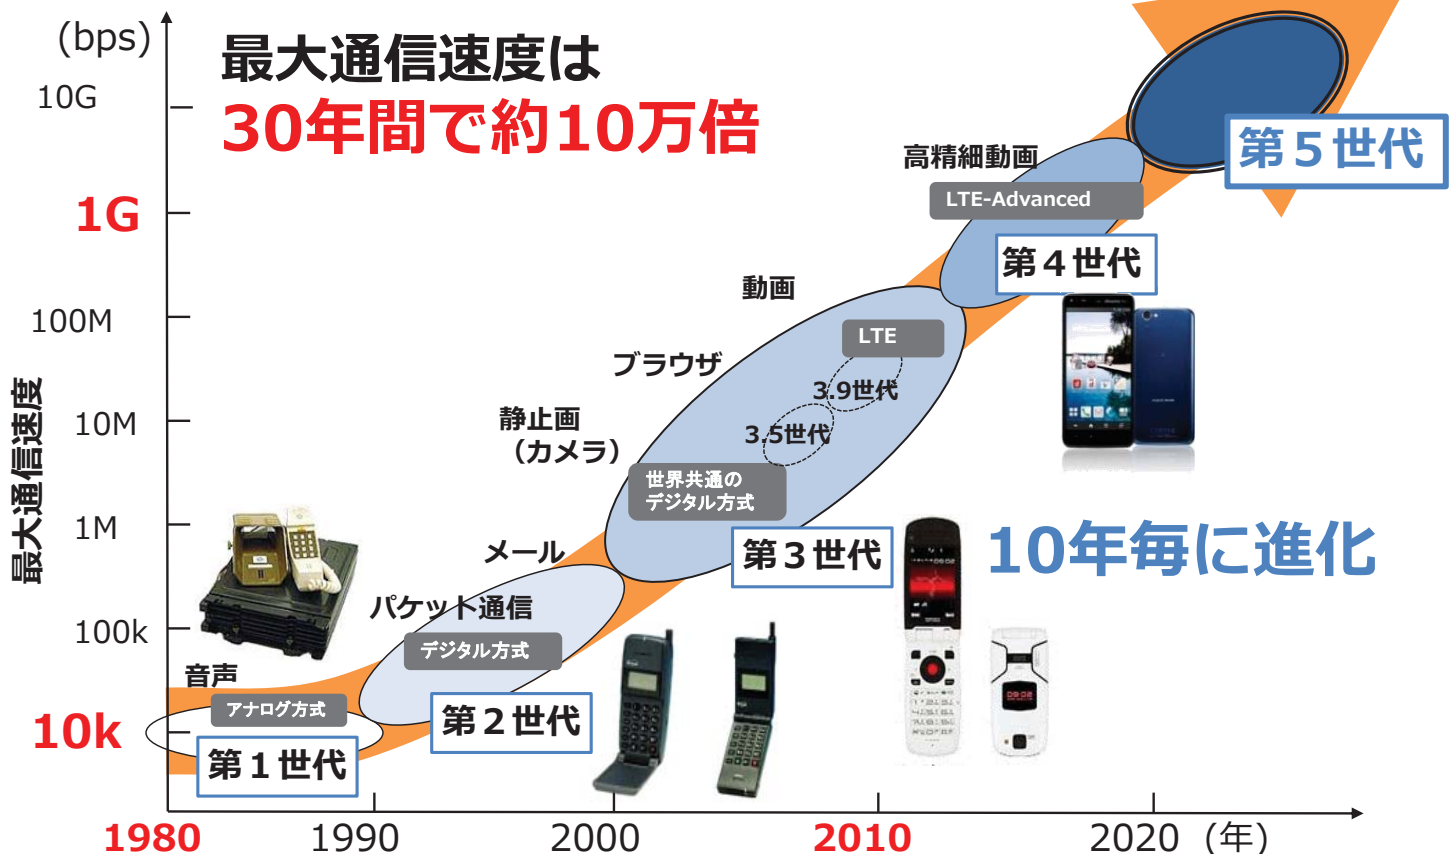 (bps)
最大通信速度は
30年間で約10万倍
10G
1G
100M
10M
1M
100k
10k
最大通信速度
第５世代
高精細動画
LTE-Advanced
第４世代
動画
LTE
ブラウザ
3.9世代
3.5世代
静止画
（カメラ）
世界共通の
デジタル方式
第３世代
10年毎に進化
メール
パケット通信
デジタル方式
第２世代
音声
アナログ方式
第１世代
1980
1990
2000
2010
2020
(年)